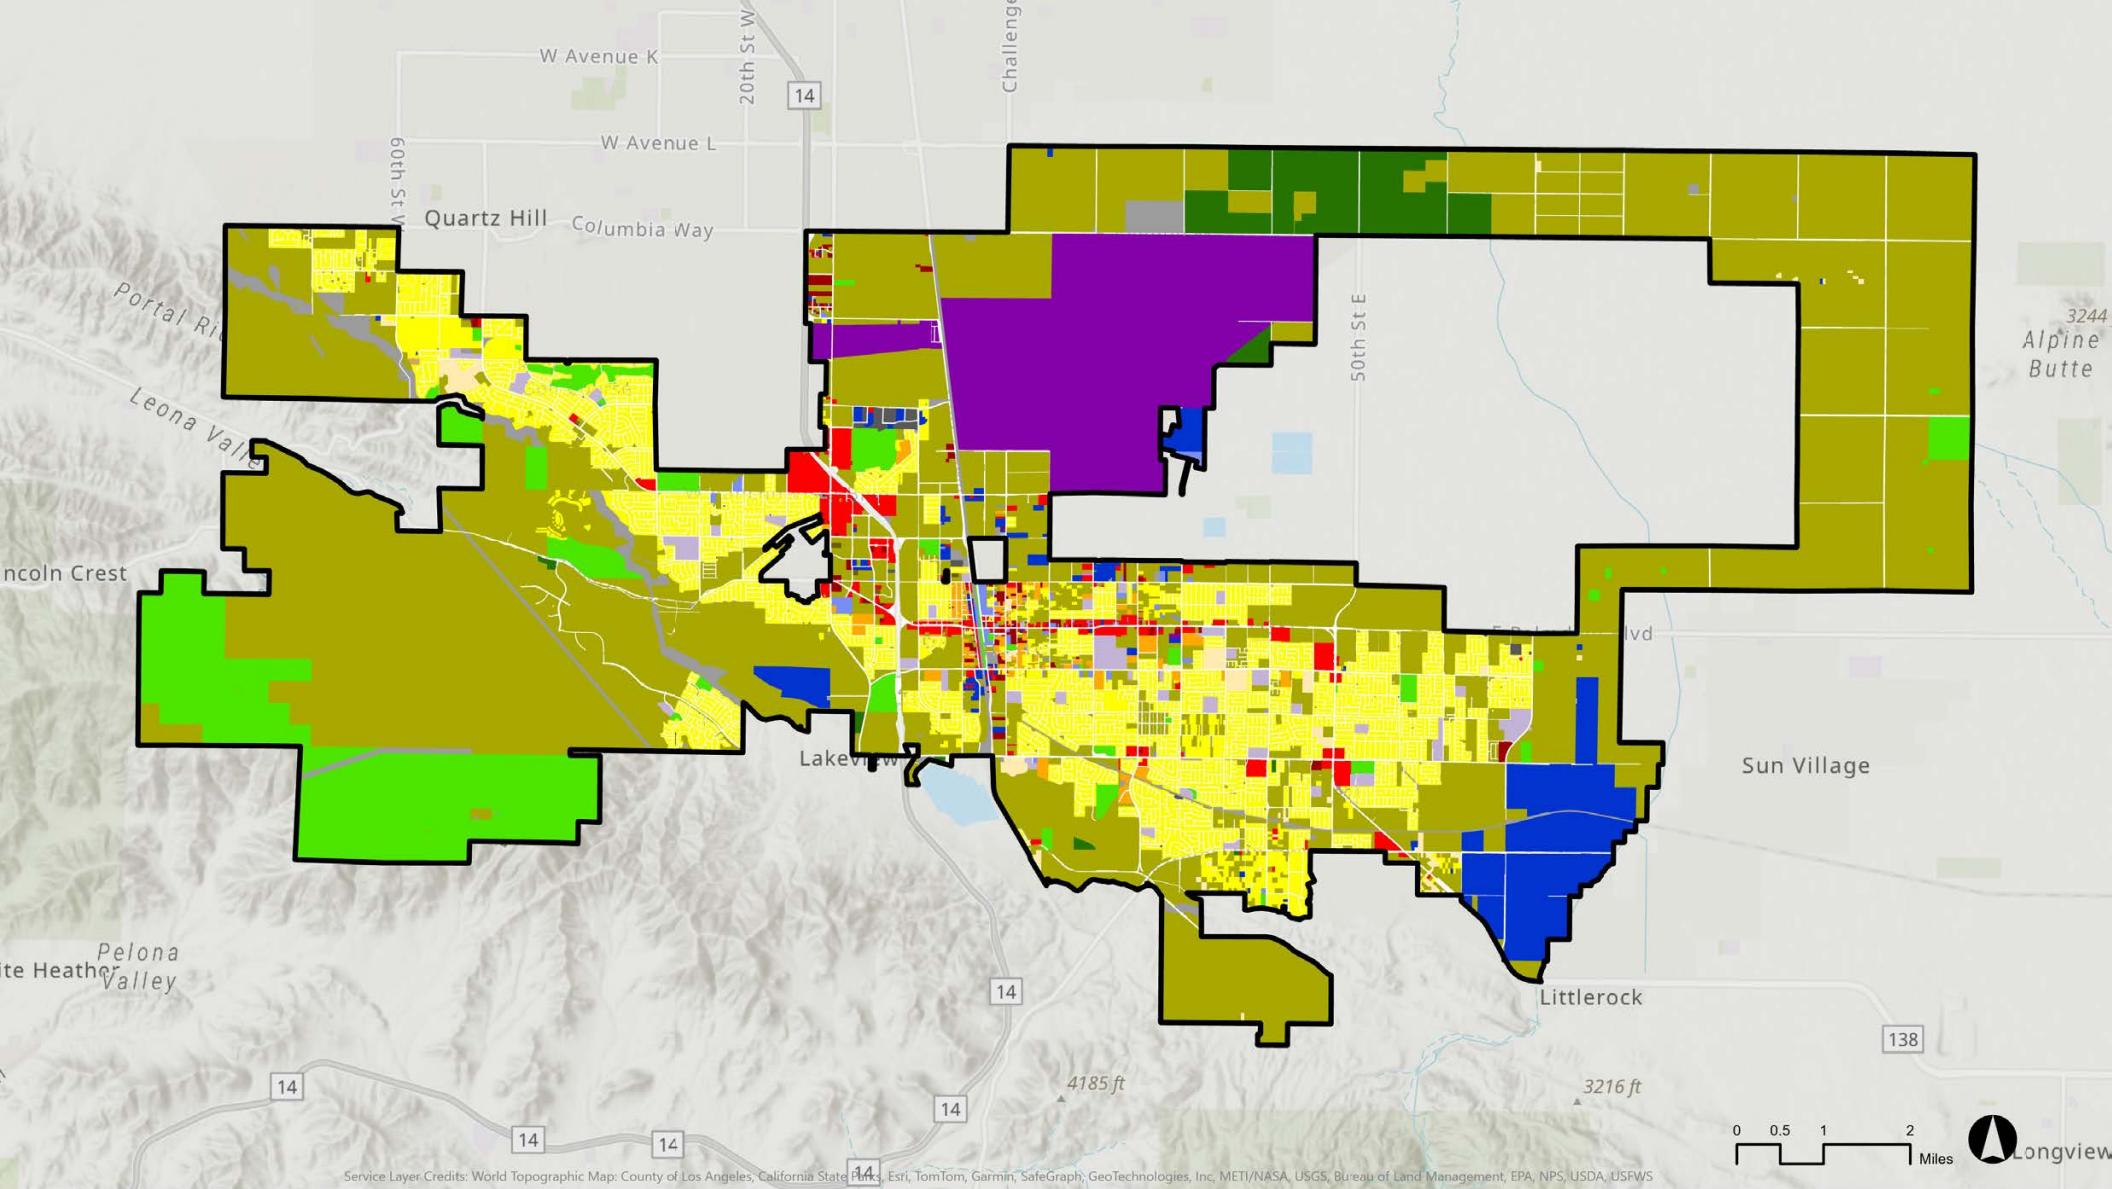 W Avenue K
20th St W
Challenge
14
W Avenue L
60th St W
Quartz Hill
Columbia Way
Portal Ri
50th St E
3244
Alpine
Butte
Leona Valle
ncoln Crest
lvd
Lakeview
Sun Village
Pelona
Valley
ite Heather
14
Littlerock
138
4185 ft
3216 ft
14
14
14
14
14
0 0.5 1 2
Miles
Longview
Service Layer Credits: World Topographic Map: County of Los Angeles, California State Parks, Esri, TomTom, Garmin, SafeGraph, GeoTechnologies, Inc, METI/NASA, USGS, Bureau of Land Management, EPA, NPS, USDA, USFWS